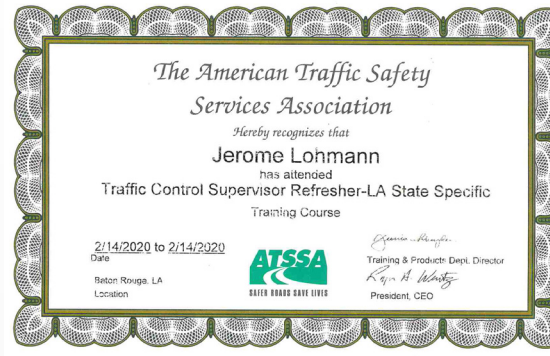 The American Traffic Safety
Services Association
Hereby recognizes that
Jerome Lohmann
has attended
Traffic Control Supervisor Refresher-LA State Specific
Training Course
2/14/2020 to 2/14/2020
Date
Baton Rouge, LA
Location
ATSSA
SAFER ROADS SAVE LIVES
Training & Products Dept. Director
President, CEO